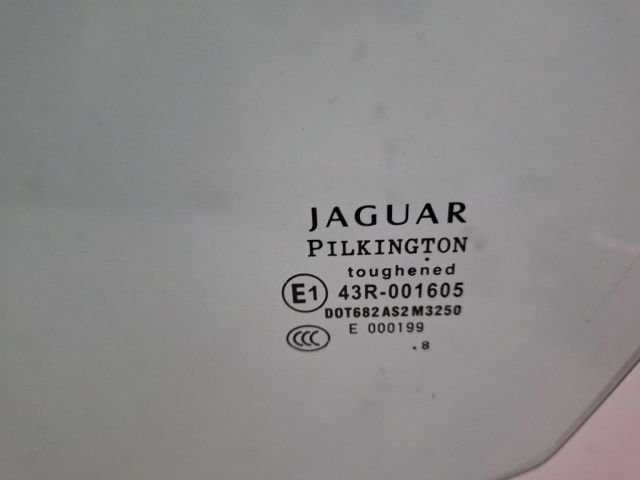 JAGUAR
PILKINGTON
toughened
E1 43R-001605
DOT682 AS2 M3250
E 000199
CCC .8